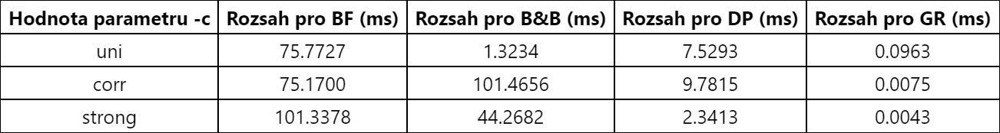 Hodnota parametru -c Rozsah pro BF (ms) Rozsah pro B&B (ms) Rozsah pro DP (ms) Rozsah pro GR (ms)
uni 75.7727 1.3234 7.5293 0.0963
corr 75.1700 101.4656 9.7815 0.0075
strong 101.3378 44.2682 2.3413 0.0043